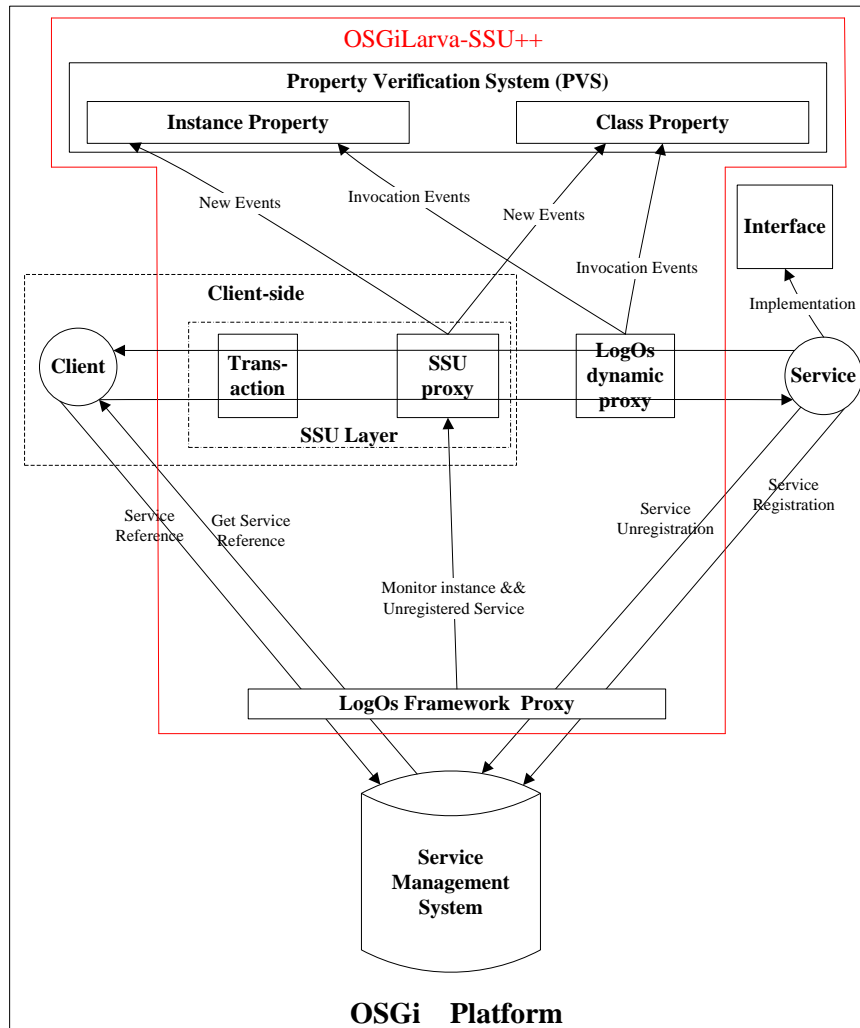 OSGiLarva-SSU++
Property Verification System (PVS)
Instance Property
Class Property
New Events
Invocation Events
New Events
Invocation Events
Interface
Implementation
Client-side
Client
Trans-
action
SSU
proxy
LogOs
dynamic
proxy
Service
SSU Layer
Service
Reference
Get Service
Reference
Service
Unregistration
Service
Registration
Monitor instance &&
Unregistered Service
LogOs Framework Proxy
Service
Management
System
OSGi Platform